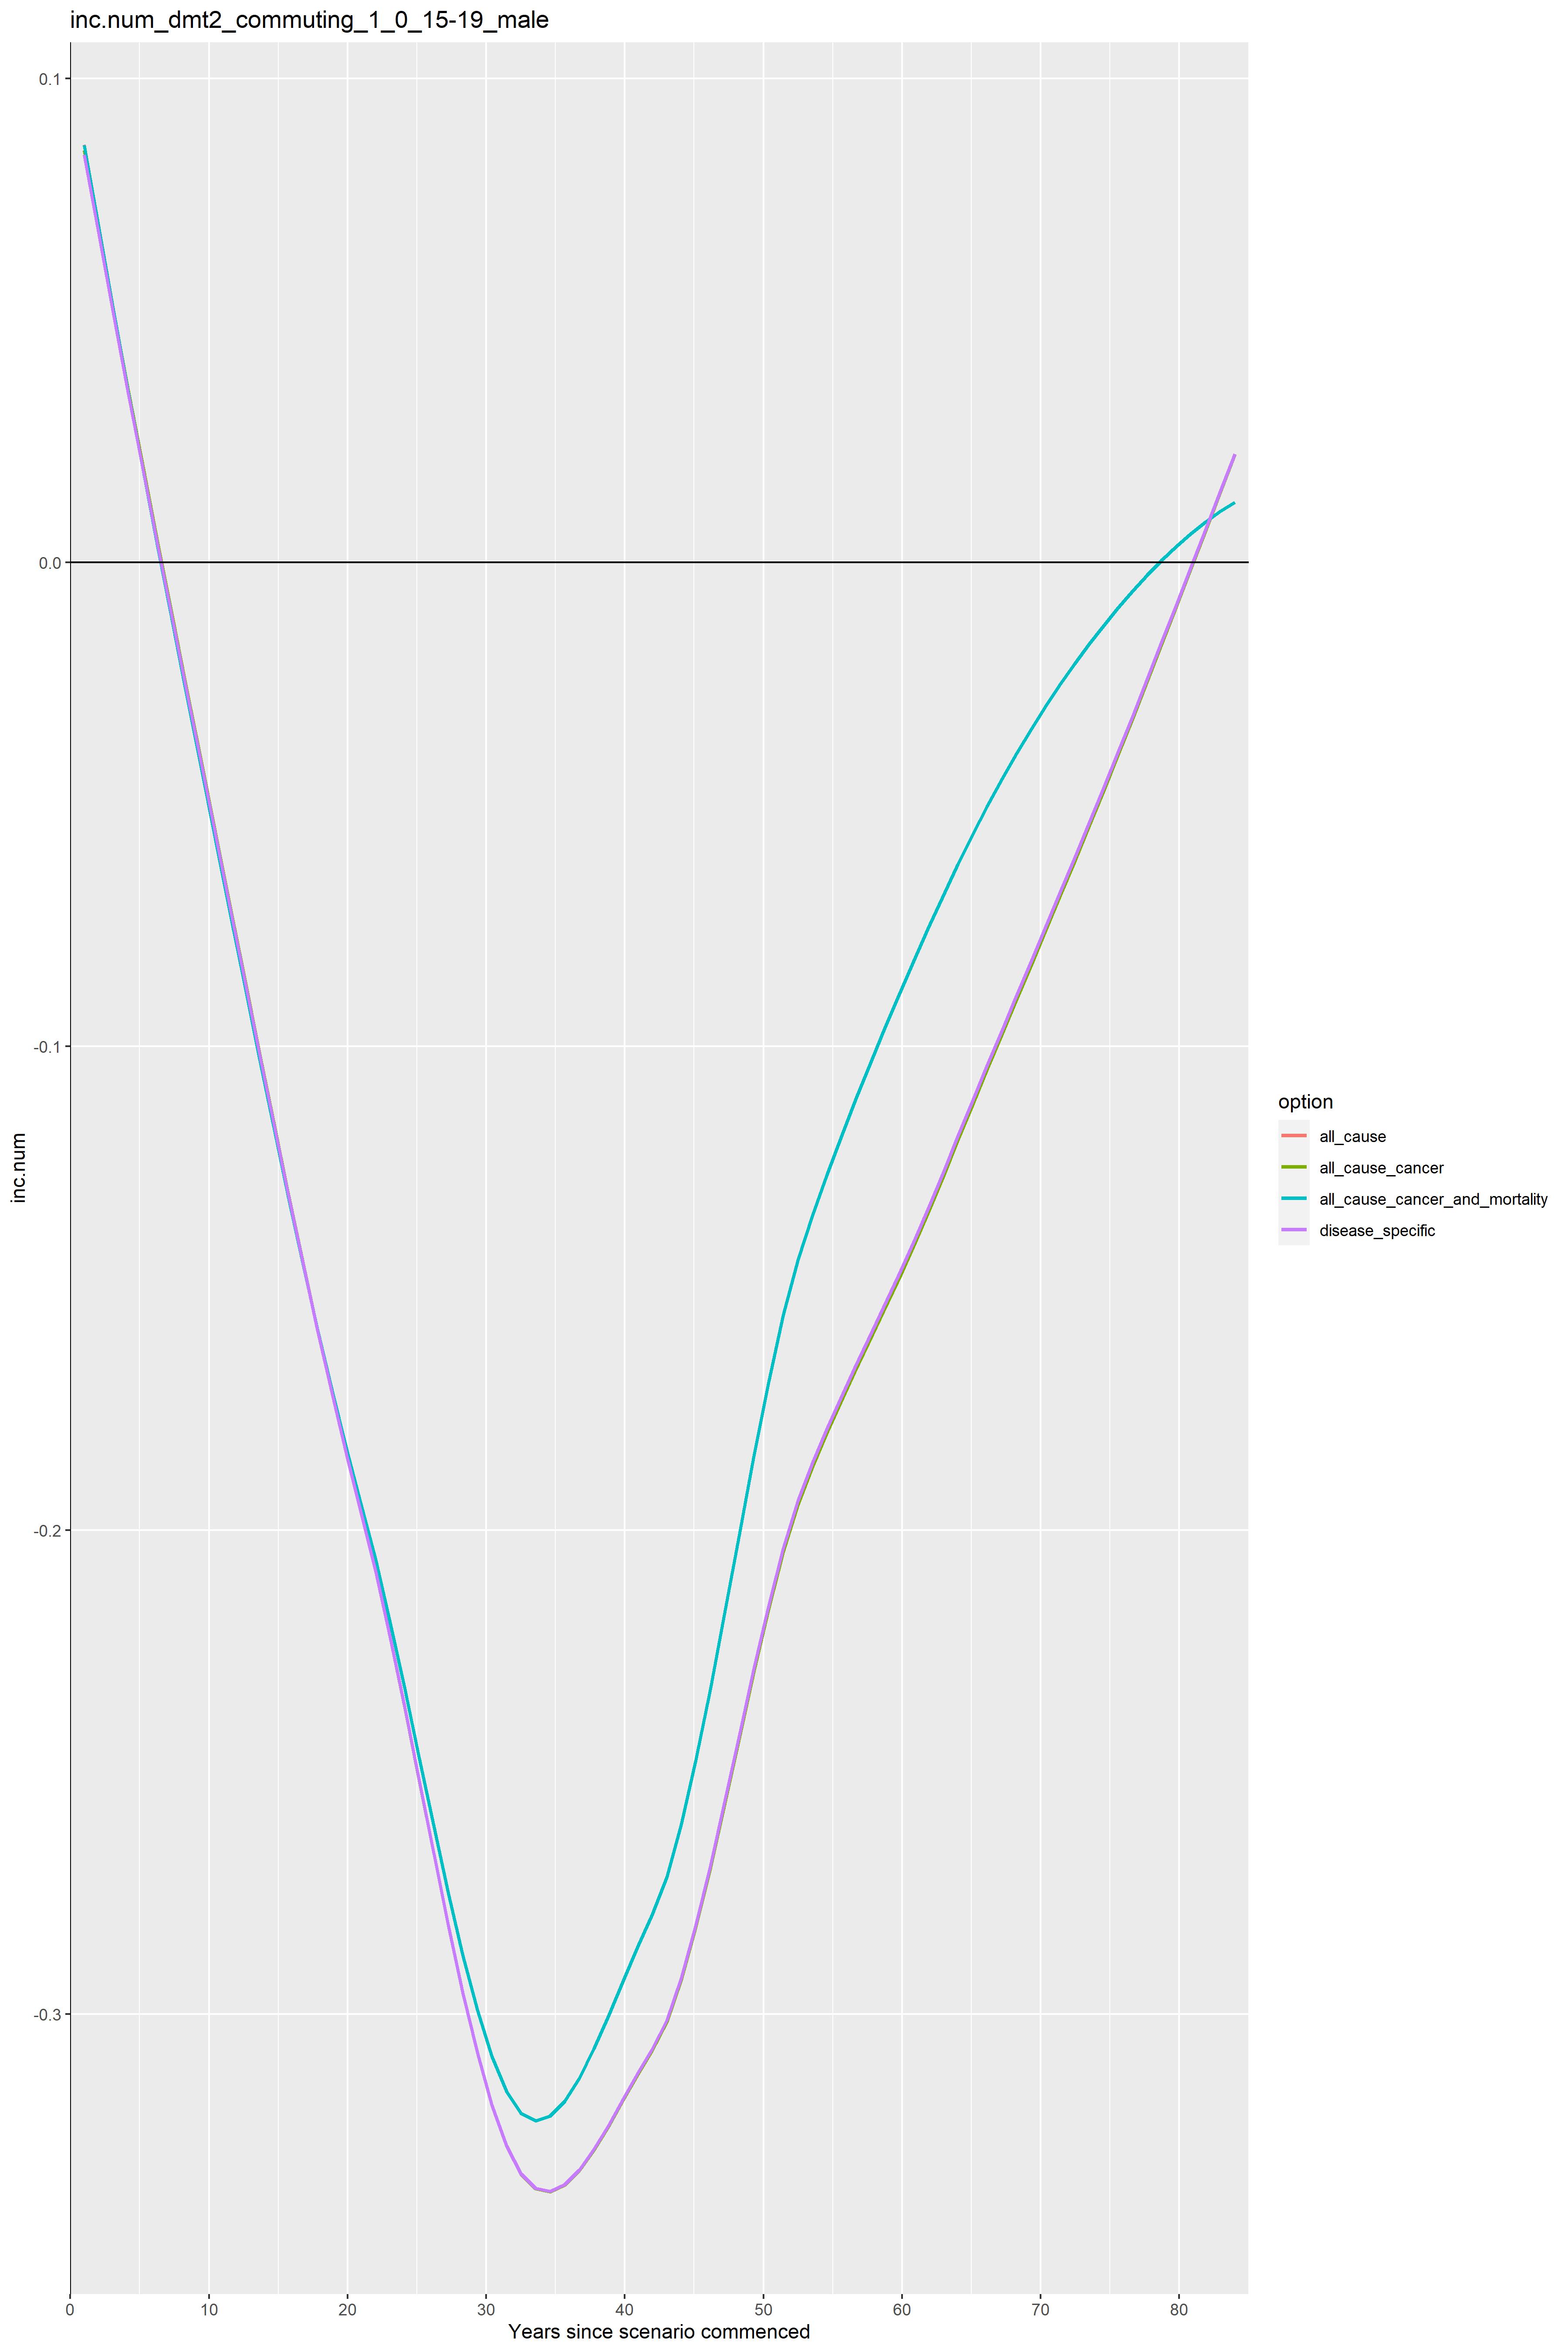 inc.num_dmt2_commuting_1_0_15-19_male
0.1
0.0
-0.1
-0.2
-0.3
inc.num
0 10 20 30 40 50 60 70 80
Years since scenario commenced
option
all_cause
all_cause_cancer
all_cause_cancer_and_mortality
disease_specific